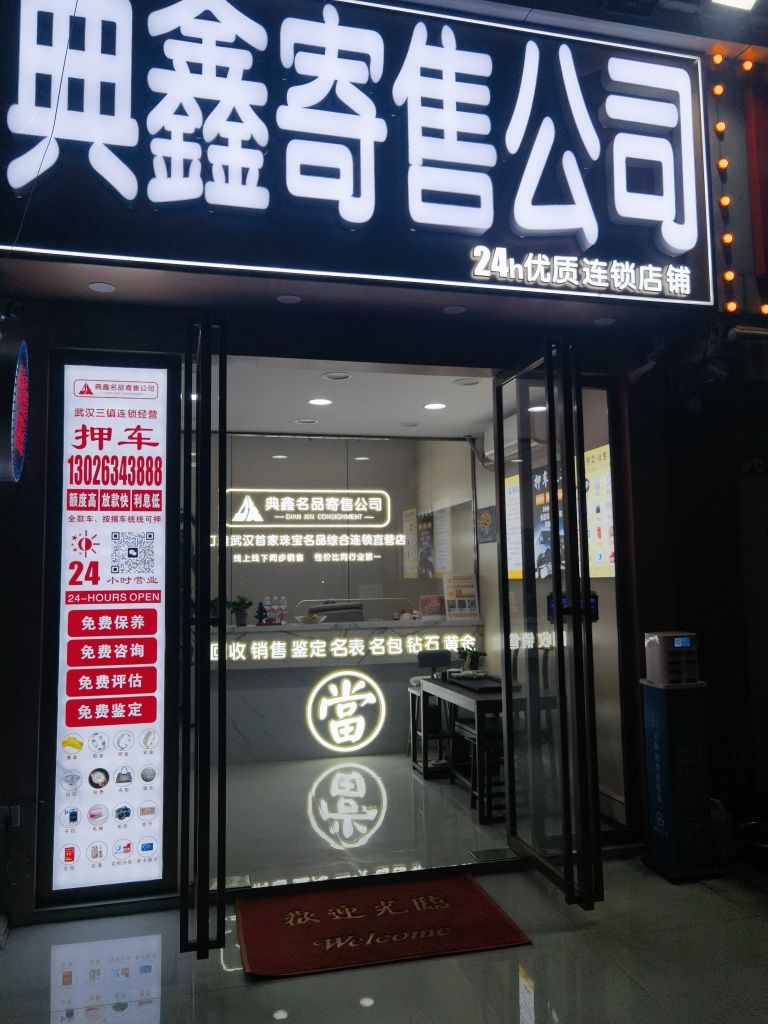 典鑫寄售公司
24h优质连锁店铺
典鑫名品寄售公司
武汉三镇连锁经营
押车
13026343888
额度高 放款快 利息低
全款车、按揭车统统可押
24小时营业
24-HOURS OPEN
免费保养
免费咨询
免费评估
免费鉴定
典鑫名品寄售公司
DIAN XIN CONSIGNMENT
武汉首家珠宝名品综合连锁直营店
线上线下同步销售 性价比同行业第一
回收 销售 鉴定 名表 名包 钻石 黄金
當
押车
欢迎光臨
Welcome